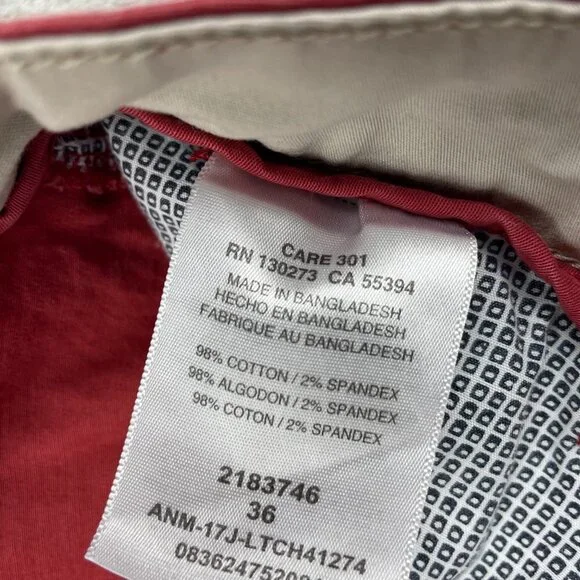 CARE 301
RN 130273 CA 55394
MADE IN BANGLADESH
HECHO EN BANGLADESH
FABRIQUE AU BANGLADESH
98% COTTON / 2% SPANDEX
98% ALGODON / 2% SPANDEX
98% COTON / 2% SPANDEX
2183746
36
ANM-17J-LTCH41274